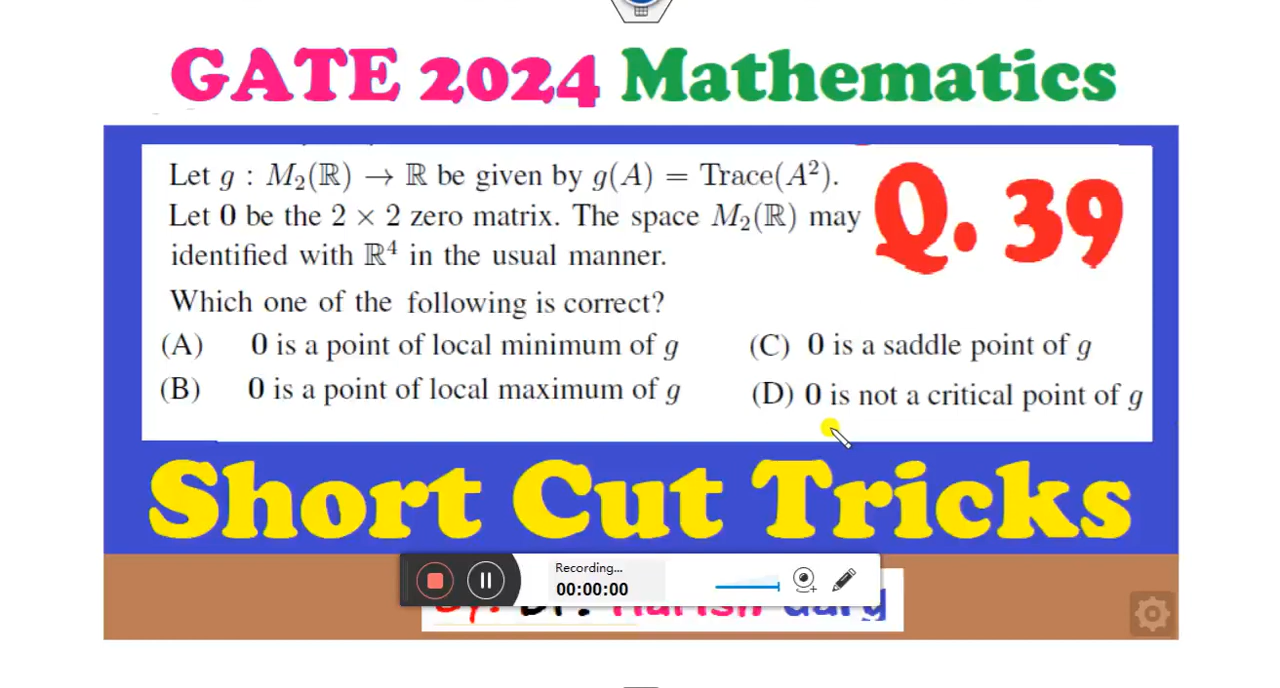 GATE 2024 Mathematics
Let g : M₂(ℝ) → ℝ be given by g(A) = Trace(A²).
Let 0 be the 2 × 2 zero matrix. The space M₂(ℝ) may
identified with ℝ⁴ in the usual manner.
Q. 39
Which one of the following is correct?
(A) 0 is a point of local minimum of g
(C) 0 is a saddle point of g
(B) 0 is a point of local maximum of g
(D) 0 is not a critical point of g
Short Cut Tricks
Recording...
00:00:00